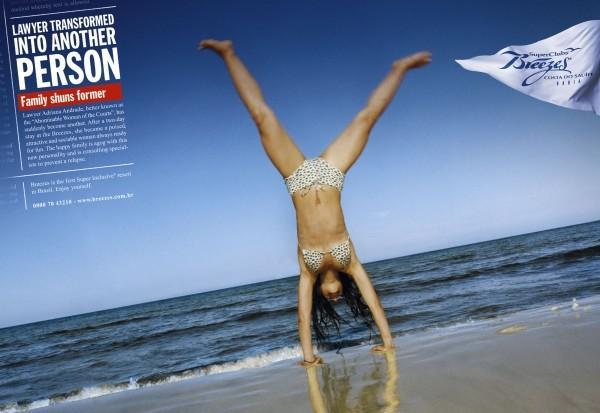 LAWYER TRANSFORMED
INTO ANOTHER
PERSON
Family shuns former
Lawyer Adriana Andrade, better known as
the "Abominable Woman of the Courts", has
suddenly become another. After a two-day
stay at the Breezes, she became a poised,
attractive and sociable woman always ready
for fun. The happy family is agog with this
new personality and is consulting special-
ists to prevent a relapse.
Breezes is the first Super Inclusive® resort
in Brazil. Enjoy yourself.
0800 70 43210 - www.breezes.com.br
SuperClubs
Breezes
COSTA DO SAUÍPE
BAHIA